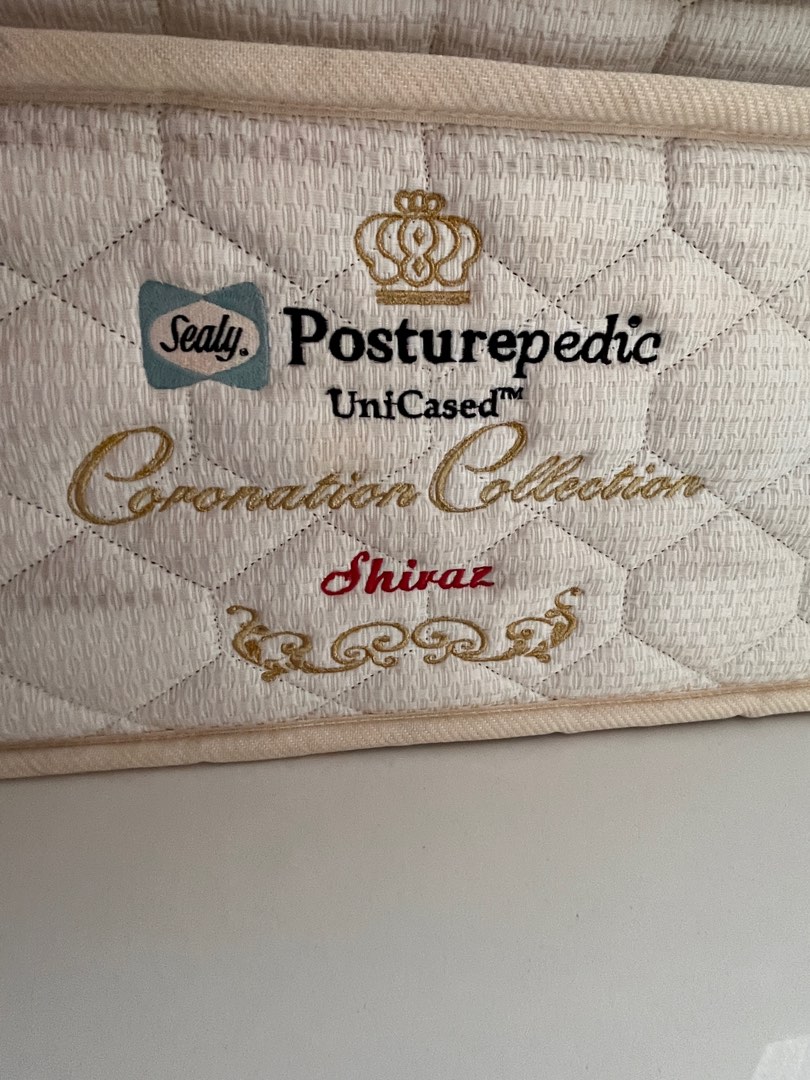 Sealy. Posturepedic
UniCased™
Coronation Collection
Shiraz